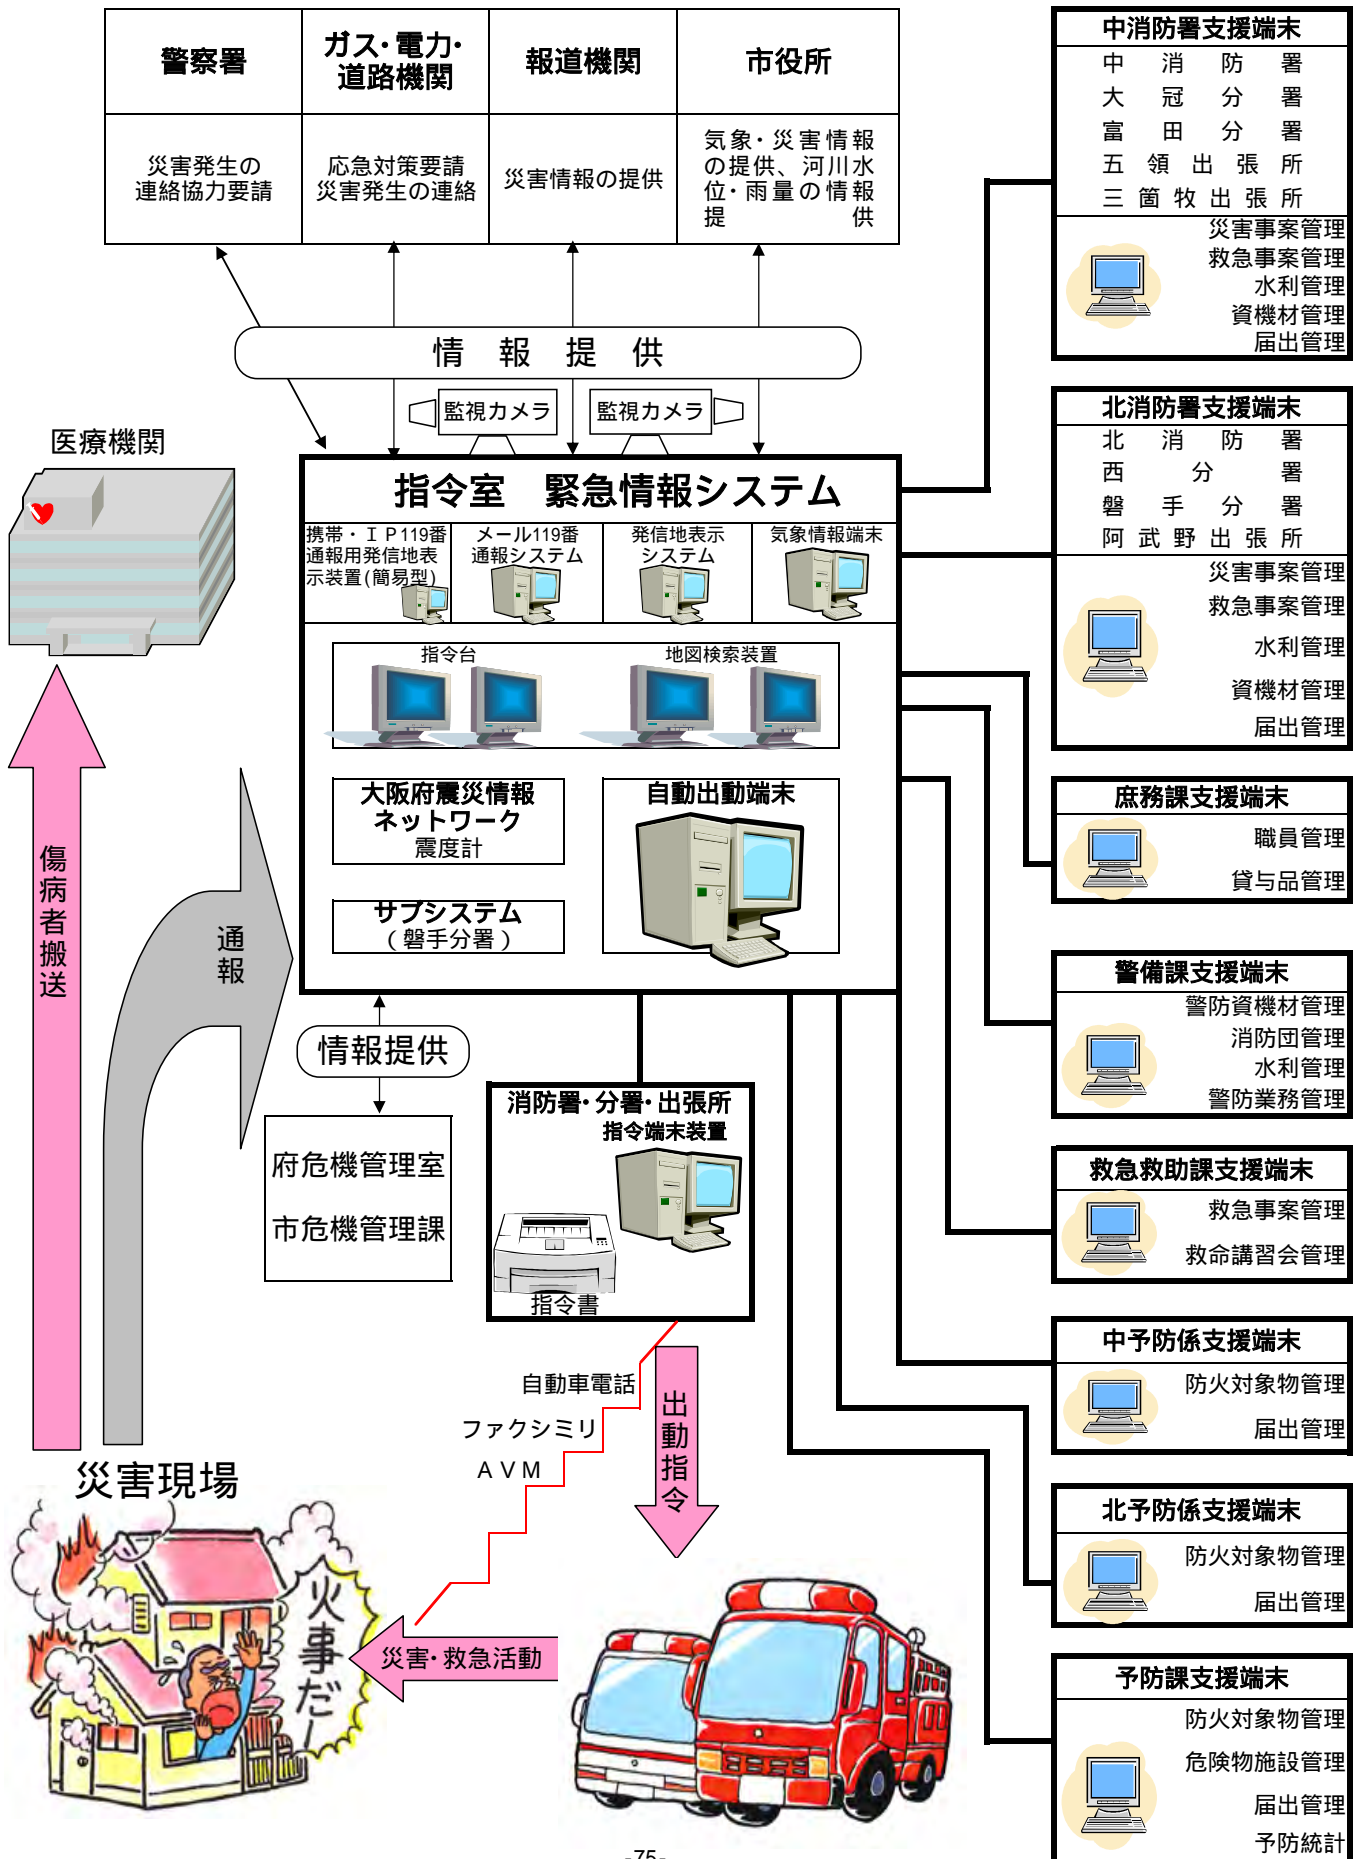 警察署
ガス・電力・
道路機関
報道機関
市役所
災害発生の
連絡協力要請
応急対策要請
災害発生の連絡
災害情報の提供
気象・災害情報
の提供、河川水
位・雨量の情報
提供
情報提供
監視カメラ
監視カメラ
医療機関
指令室 緊急情報システム
携帯・ＩＰ119番
通報用発信地表
示装置(簡易型)
メール119番
通報システム
発信地表示
システム
気象情報端末
指令台
地図検索装置
大阪府震災情報
ネットワーク
震度計
自動出動端末
サブシステム
（磐手分署）
傷病者搬送
通報
情報提供
府危機管理室
市危機管理課
消防署・分署・出張所
指令端末装置
指令書
自動車電話
ファクシミリ
ＡＶＭ
出動指令
災害現場
火事だー
災害・救急活動
中消防署支援端末
中消防署
大冠分署
富田分署
五領出張所
三箇牧出張所
災害事案管理
救急事案管理
水利管理
資機材管理
届出管理
北消防署支援端末
北消防署
西分署
磐手分署
阿武野出張所
災害事案管理
救急事案管理
水利管理
資機材管理
届出管理
庶務課支援端末
職員管理
貸与品管理
警備課支援端末
警防資機材管理
消防団管理
水利管理
警防業務管理
救急救助課支援端末
救急事案管理
救命講習会管理
中予防係支援端末
防火対象物管理
届出管理
北予防係支援端末
防火対象物管理
届出管理
予防課支援端末
防火対象物管理
危険物施設管理
届出管理
予防統計
-75-